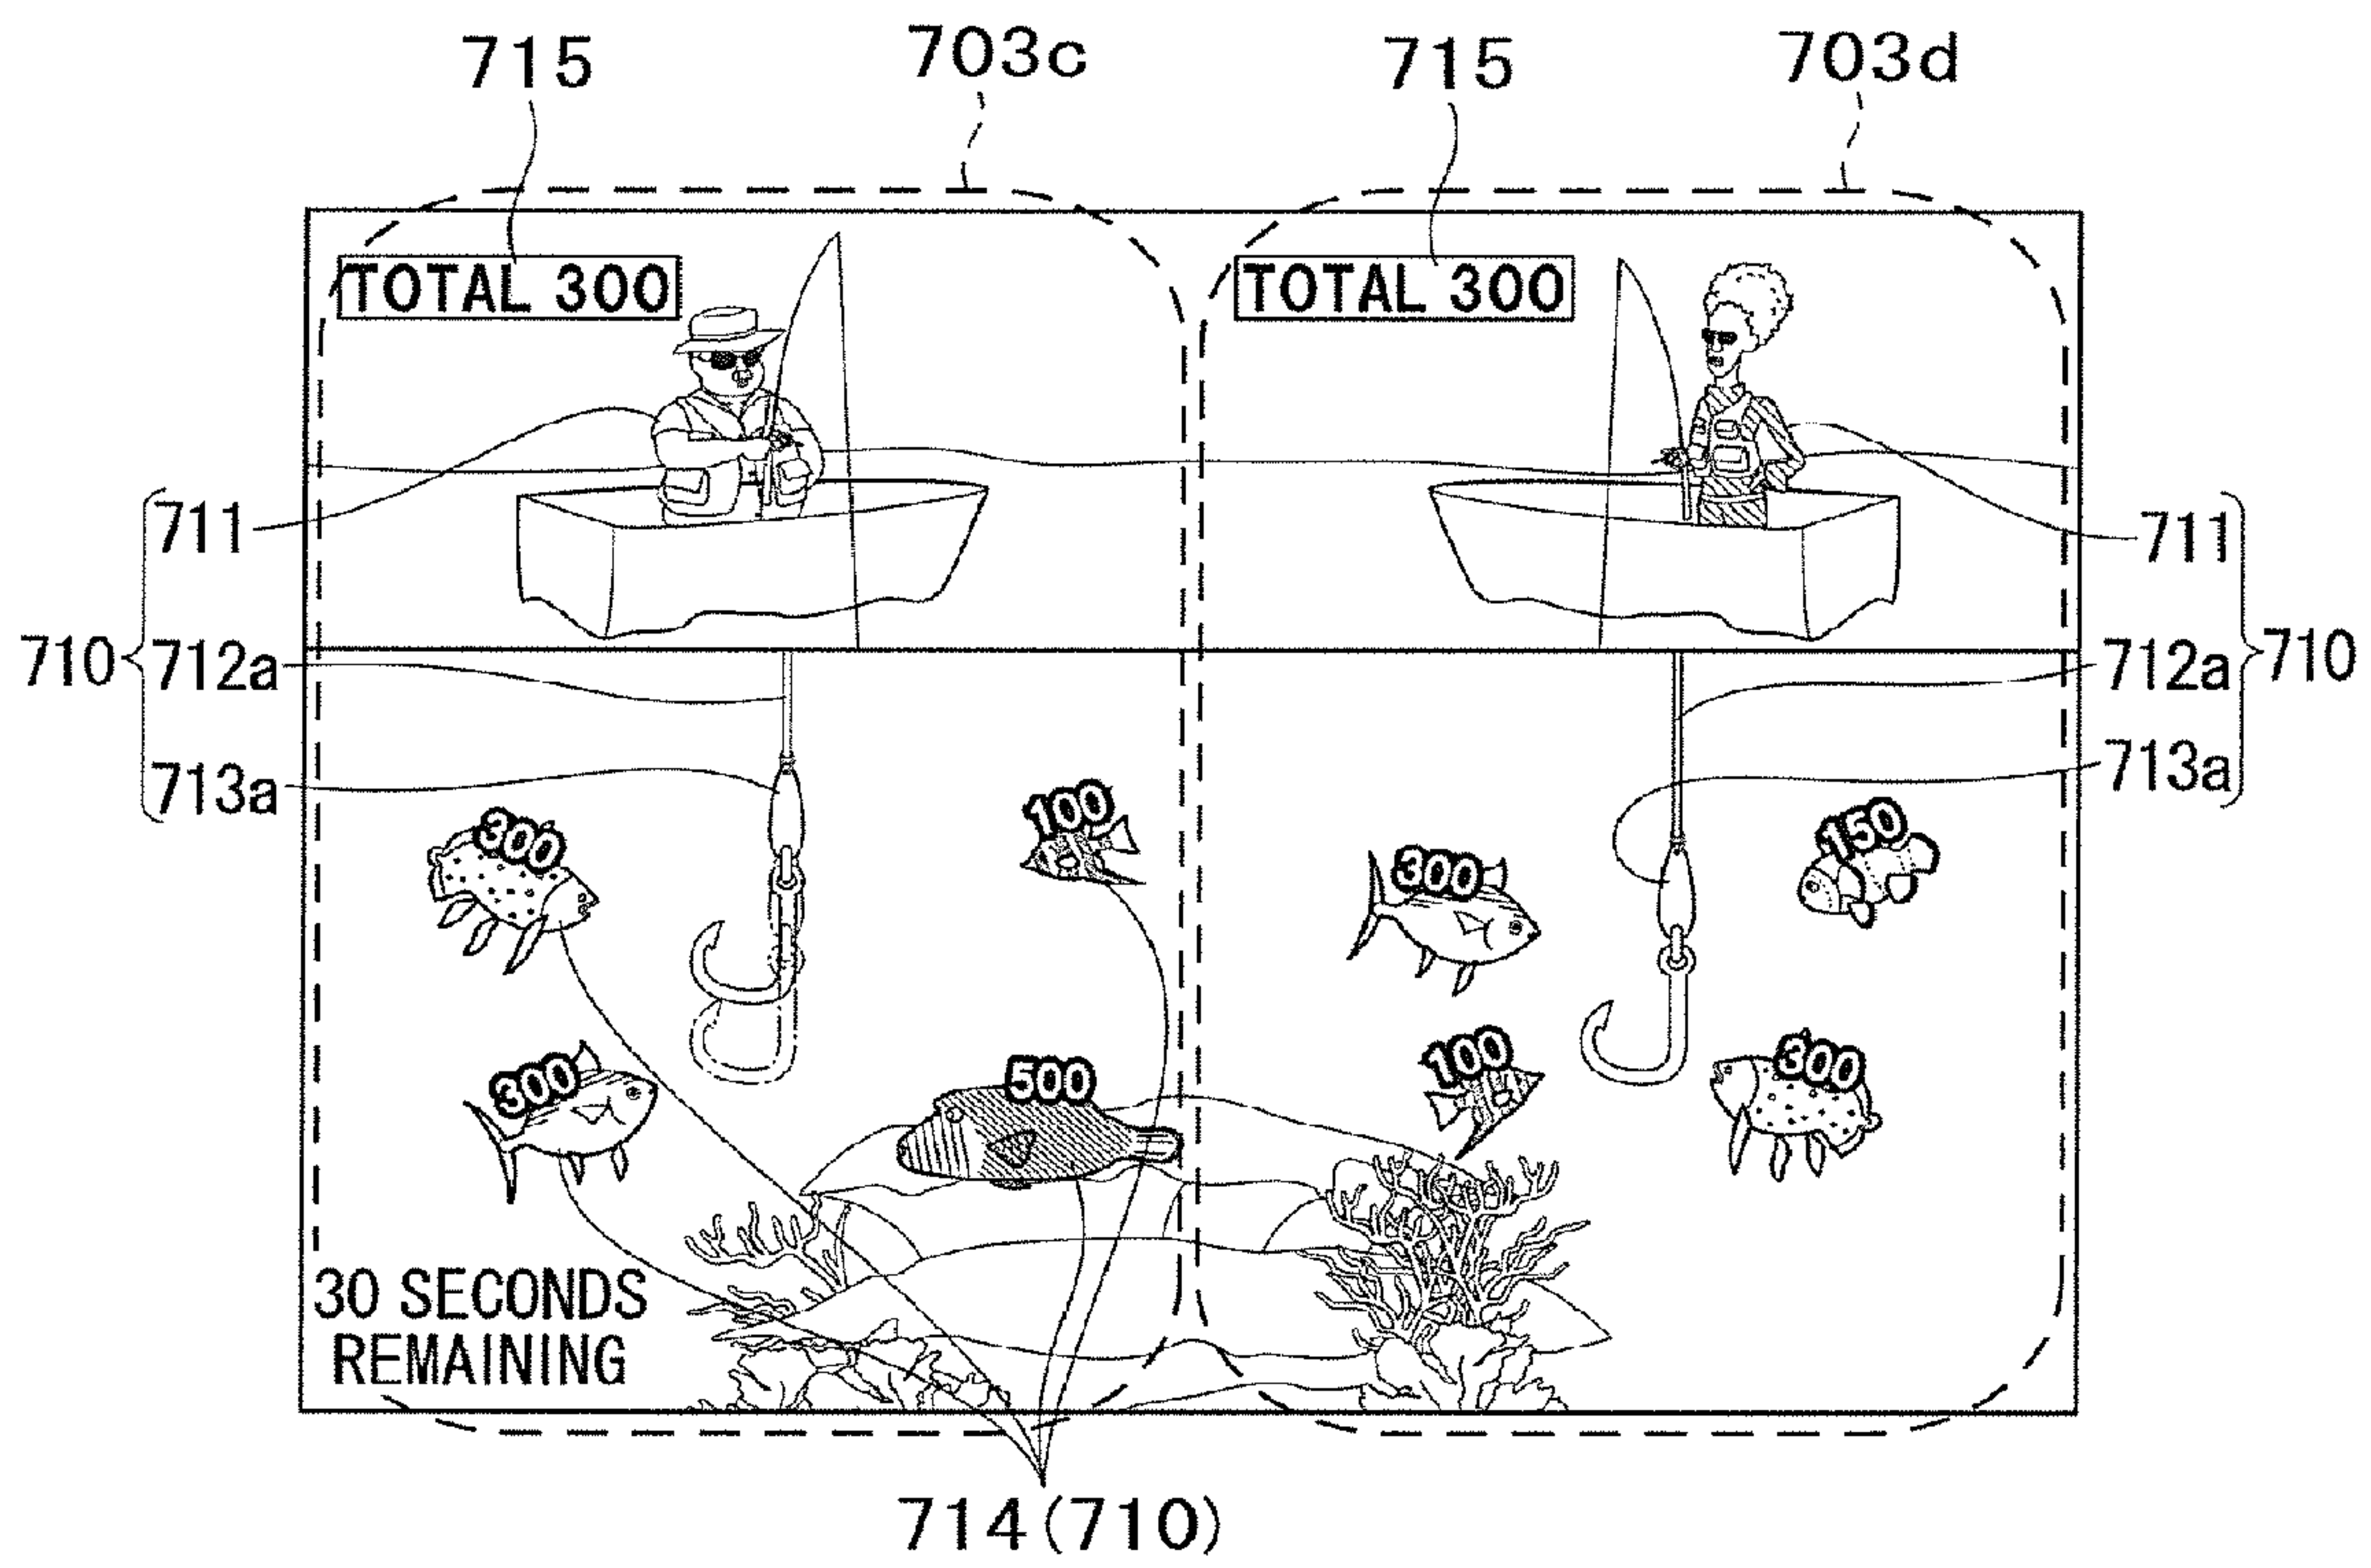 715 703c 715 703d
TOTAL 300 TOTAL 300
711 711
710 712a 712a 710
713a 713a
300 100 300 150
300 500 100 300
30 SECONDS
REMAINING
714(710)